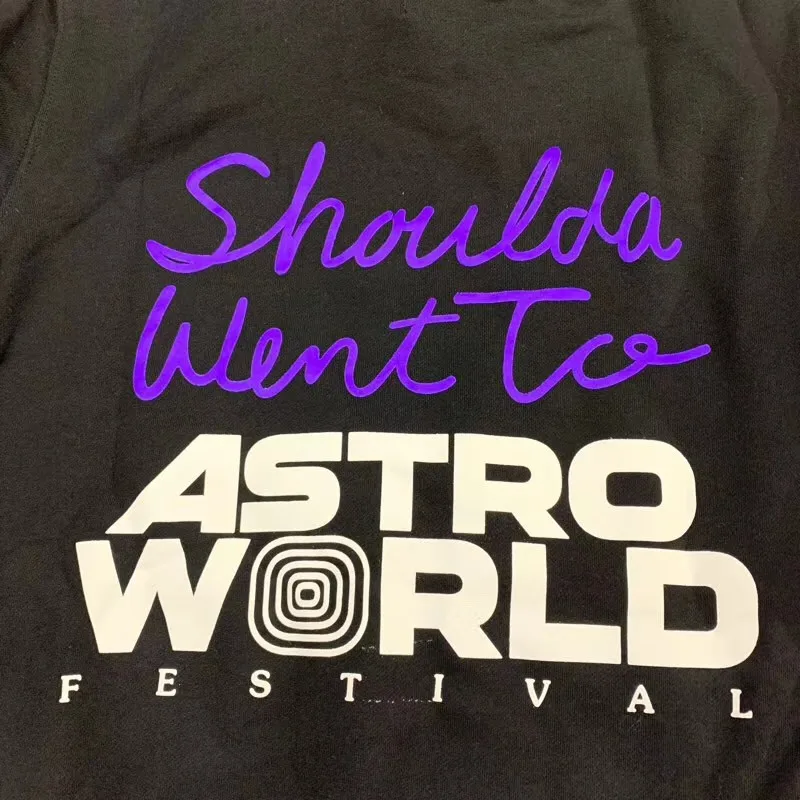 Shoulda
Went To
ASTRO
WORLD
FESTIVAL